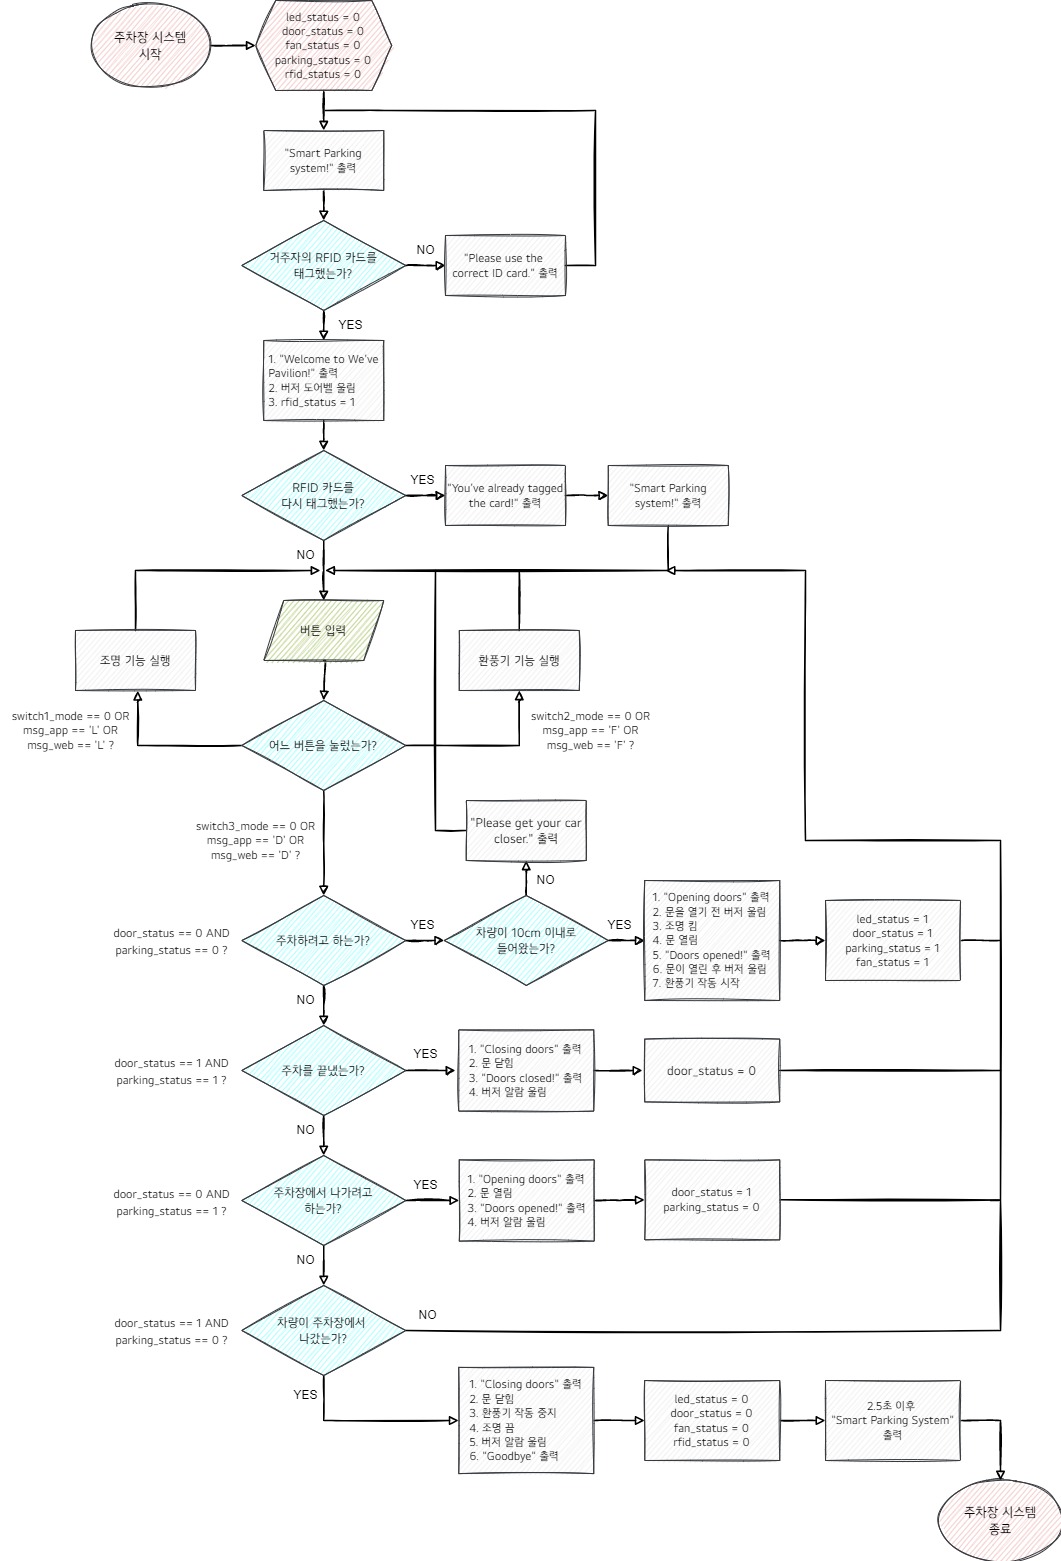 주차장 시스템
시작
led_status = 0
door_status = 0
fan_status = 0
parking_status = 0
rfid_status = 0
"Smart Parking
system!" 출력
거주자의 RFID 카드를
태그했는가?
NO
"Please use the
correct ID card." 출력
YES
1. "Welcome to We've
Pavilion!" 출력
2. 버저 도어벨 울림
3. rfid_status = 1
RFID 카드를
다시 태그했는가?
YES
"You've already tagged
the card!" 출력
"Smart Parking
system!" 출력
NO
버튼 입력
조명 기능 실행
환풍기 기능 실행
switch1_mode == 0 OR
msg_app == 'L' OR
msg_web == 'L' ?
어느 버튼을 눌렀는가?
switch2_mode == 0 OR
msg_app == 'F' OR
msg_web == 'F' ?
switch3_mode == 0 OR
msg_app == 'D' OR
msg_web == 'D' ?
"Please get your car
closer." 출력
NO
door_status == 0 AND
parking_status == 0 ?
주차하려고 하는가?
YES
차량이 10cm 이내로
들어왔는가?
YES
1. "Opening doors" 출력
2. 문을 열기 전 버저 울림
3. 조명 킴
4. 문 열림
5. "Doors opened!" 출력
6. 문이 열린 후 버저 울림
7. 환풍기 작동 시작
led_status = 1
door_status = 1
parking_status = 1
fan_status = 1
NO
door_status == 1 AND
parking_status == 1 ?
주차를 끝냈는가?
YES
1. "Closing doors" 출력
2. 문 닫힘
3. "Doors closed!" 출력
4. 버저 알람 울림
door_status = 0
NO
door_status == 0 AND
parking_status == 1 ?
주차장에서 나가려고
하는가?
YES
1. "Opening doors" 출력
2. 문 열림
3. "Doors opened!" 출력
4. 버저 알람 울림
door_status = 1
parking_status = 0
NO
door_status == 1 AND
parking_status == 0 ?
차량이 주차장에서
나갔는가?
NO
YES
1. "Closing doors" 출력
2. 문 닫힘
3. 환풍기 작동 중지
4. 조명 끔
5. 버저 알람 울림
6. "Goodbye" 출력
led_status = 0
door_status = 0
fan_status = 0
rfid_status = 0
2.5초 이후
"Smart Parking System"
출력
주차장 시스템
종료